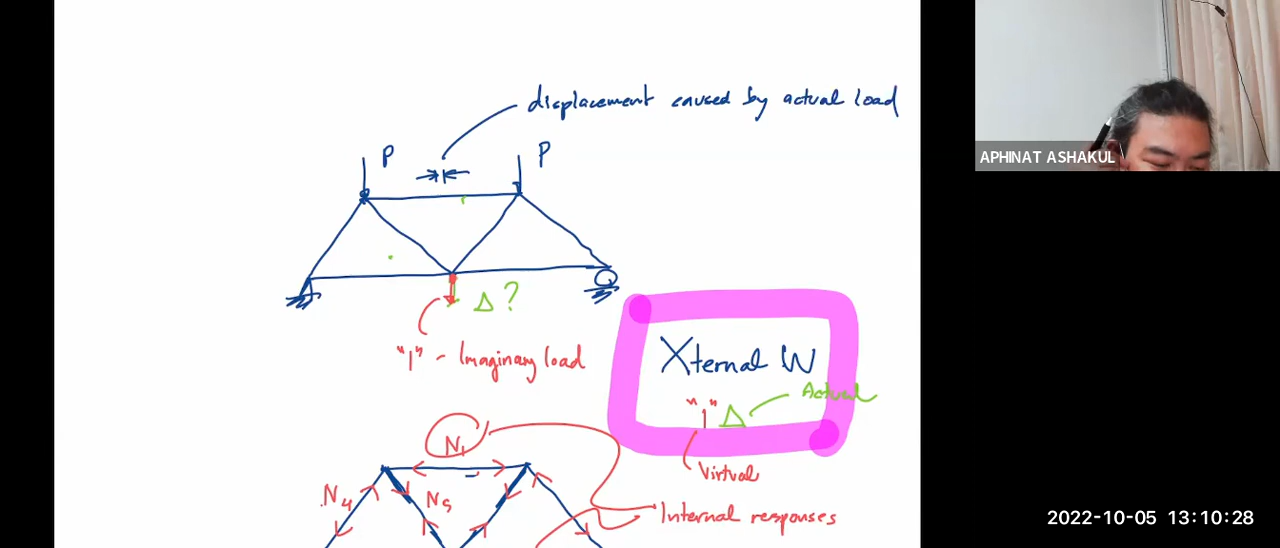 displacement caused by actual load
P
P
Δ?
"1" - Imaginary load
Xternal W
"1" Δ
Actual
Virtual
N1
N4
N5
Internal responses
APHINAT ASHAKUL
2022-10-05 13:10:28